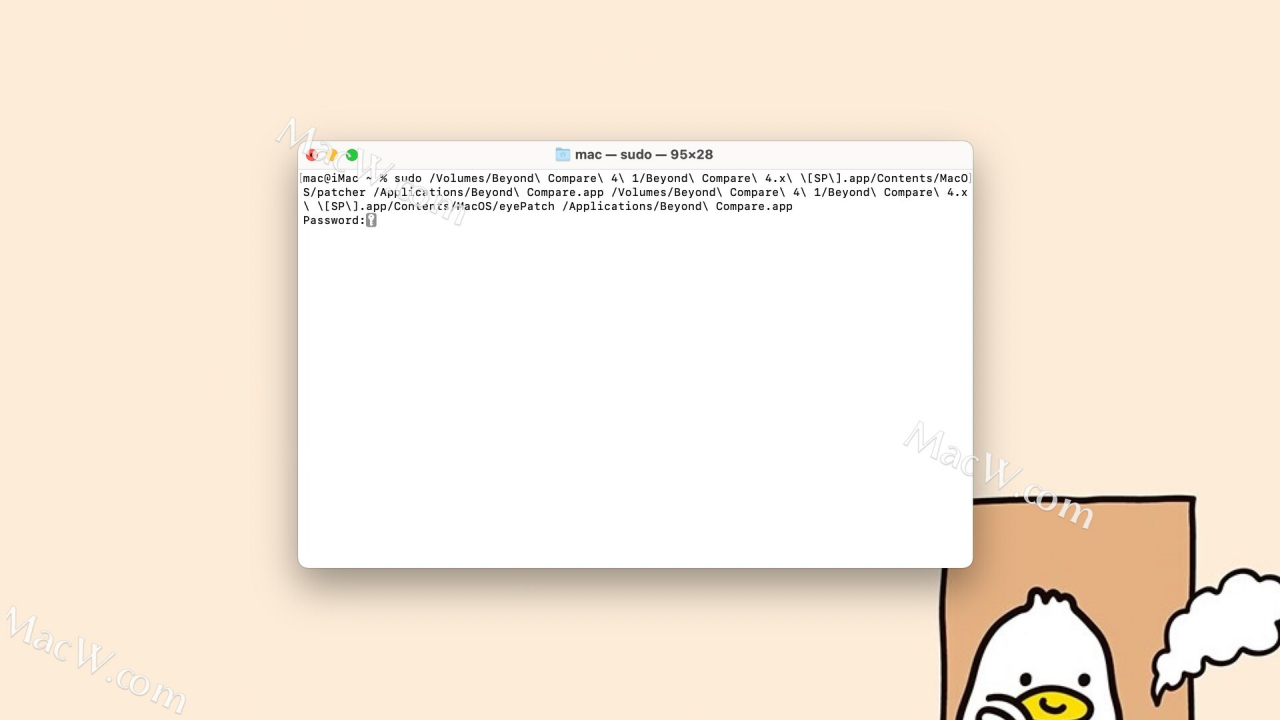 MacW.com
mac — sudo — 95×28
mac@iMac ~ % sudo /Volumes/Beyond\ Compare\ 4\ 1/Beyond\ Compare\ 4.x\ \[SP\].app/Contents/MacO
S/patcher /Applications/Beyond\ Compare.app /Volumes/Beyond\ Compare\ 4\ 1/Beyond\ Compare\ 4.x
\ \[SP\].app/Contents/MacOS/eyePatch /Applications/Beyond\ Compare.app
Password:
MacW.com
MacW.com